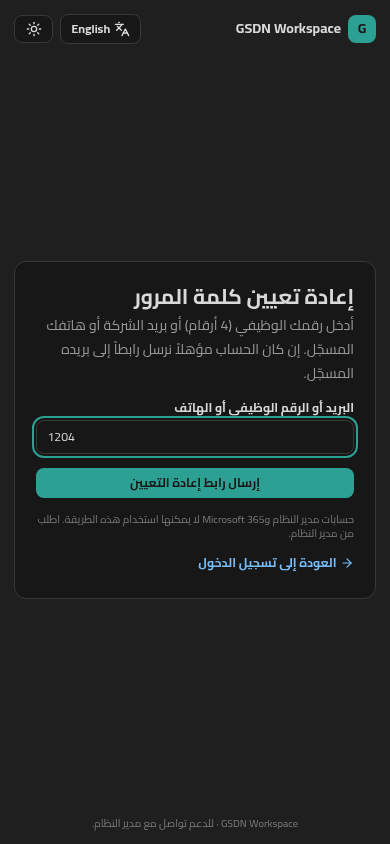 G GSDN Workspace
English
إعادة تعيين كلمة المرور
أدخل رقمك الوظيفي (4 أرقام) أو بريد الشركة أو هاتفك
المسجّل. إن كان الحساب مؤهلاً نرسل رابطاً إلى بريده
المسجّل.
البريد أو الرقم الوظيفي أو الهاتف
1204
إرسال رابط إعادة التعيين
حسابات مدير النظام وMicrosoft 365 لا يمكنها استخدام هذه الطريقة. اطلب
من مدير النظام.
→ العودة إلى تسجيل الدخول
GSDN Workspace · للدعم تواصل مع مدير النظام.